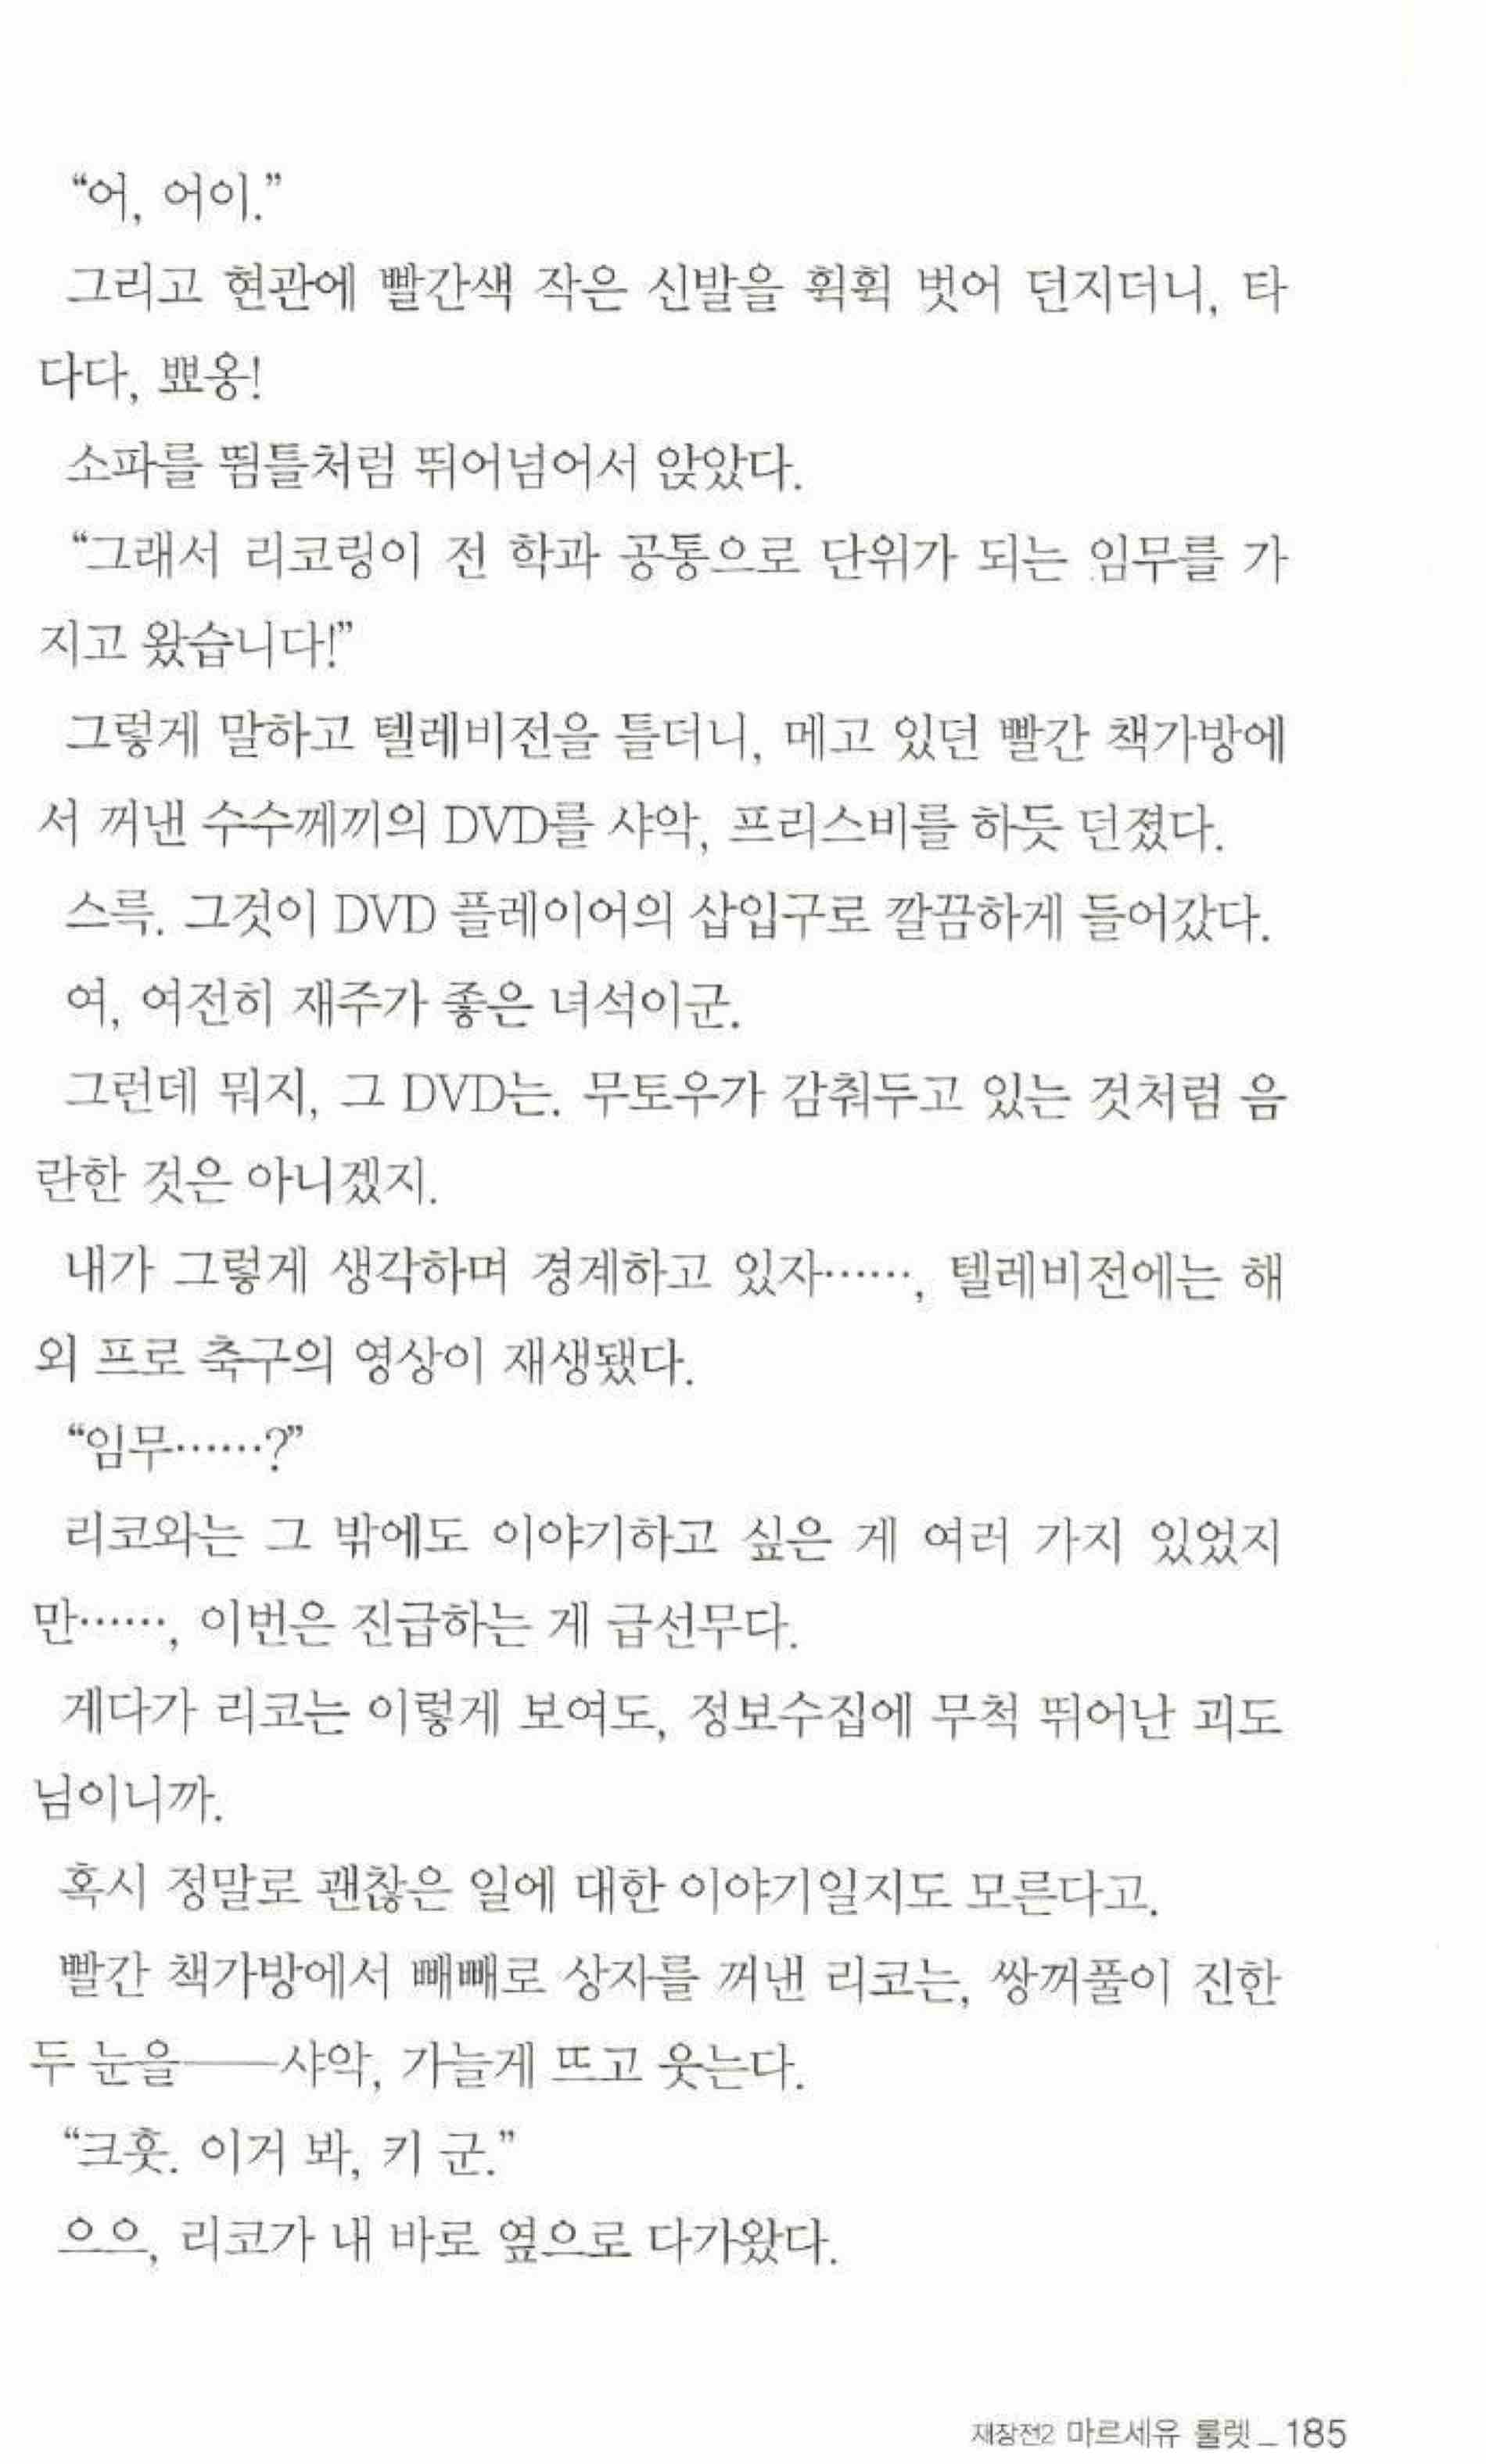 “어, 어이.”
그리고 현관에 빨간색 작은 신발을 휙휙 벗어 던지더니, 타
다다, 뾰옹!
소파를 뜀틀처럼 뛰어넘어서 앉았다.
“그래서 리코링이 전 학과 공통으로 단위가 되는 임무를 가
지고 왔습니다!”
그렇게 말하고 텔레비전을 틀더니, 메고 있던 빨간 책가방에
서 꺼낸 수수께끼의 DVD를 샤악, 프리스비를 하듯 던졌다.
스륵. 그것이 DVD 플레이어의 삽입구로 깔끔하게 들어갔다.
여, 여전히 재주가 좋은 녀석이군.
그런데 뭐지, 그 DVD는. 무토우가 감춰두고 있는 것처럼 음
란한 것은 아니겠지.
내가 그렇게 생각하며 경계하고 있자……, 텔레비전에는 해
외 프로 축구의 영상이 재생됐다.
“임무……?”
리코와는 그 밖에도 이야기하고 싶은 게 여러 가지 있었지
만……, 이번은 진급하는 게 급선무다.
게다가 리코는 이렇게 보여도, 정보수집에 무척 뛰어난 괴도
님이니까.
혹시 정말로 괜찮은 일에 대한 이야기일지도 모른다고.
빨간 책가방에서 빼빼로 상자를 꺼낸 리코는, 쌍꺼풀이 진한
두 눈을――샤악, 가늘게 뜨고 웃는다.
“크훗. 이거 봐, 키 군.”
으으, 리코가 내 바로 옆으로 다가왔다.
재장전2 마르세유 룰렛_185